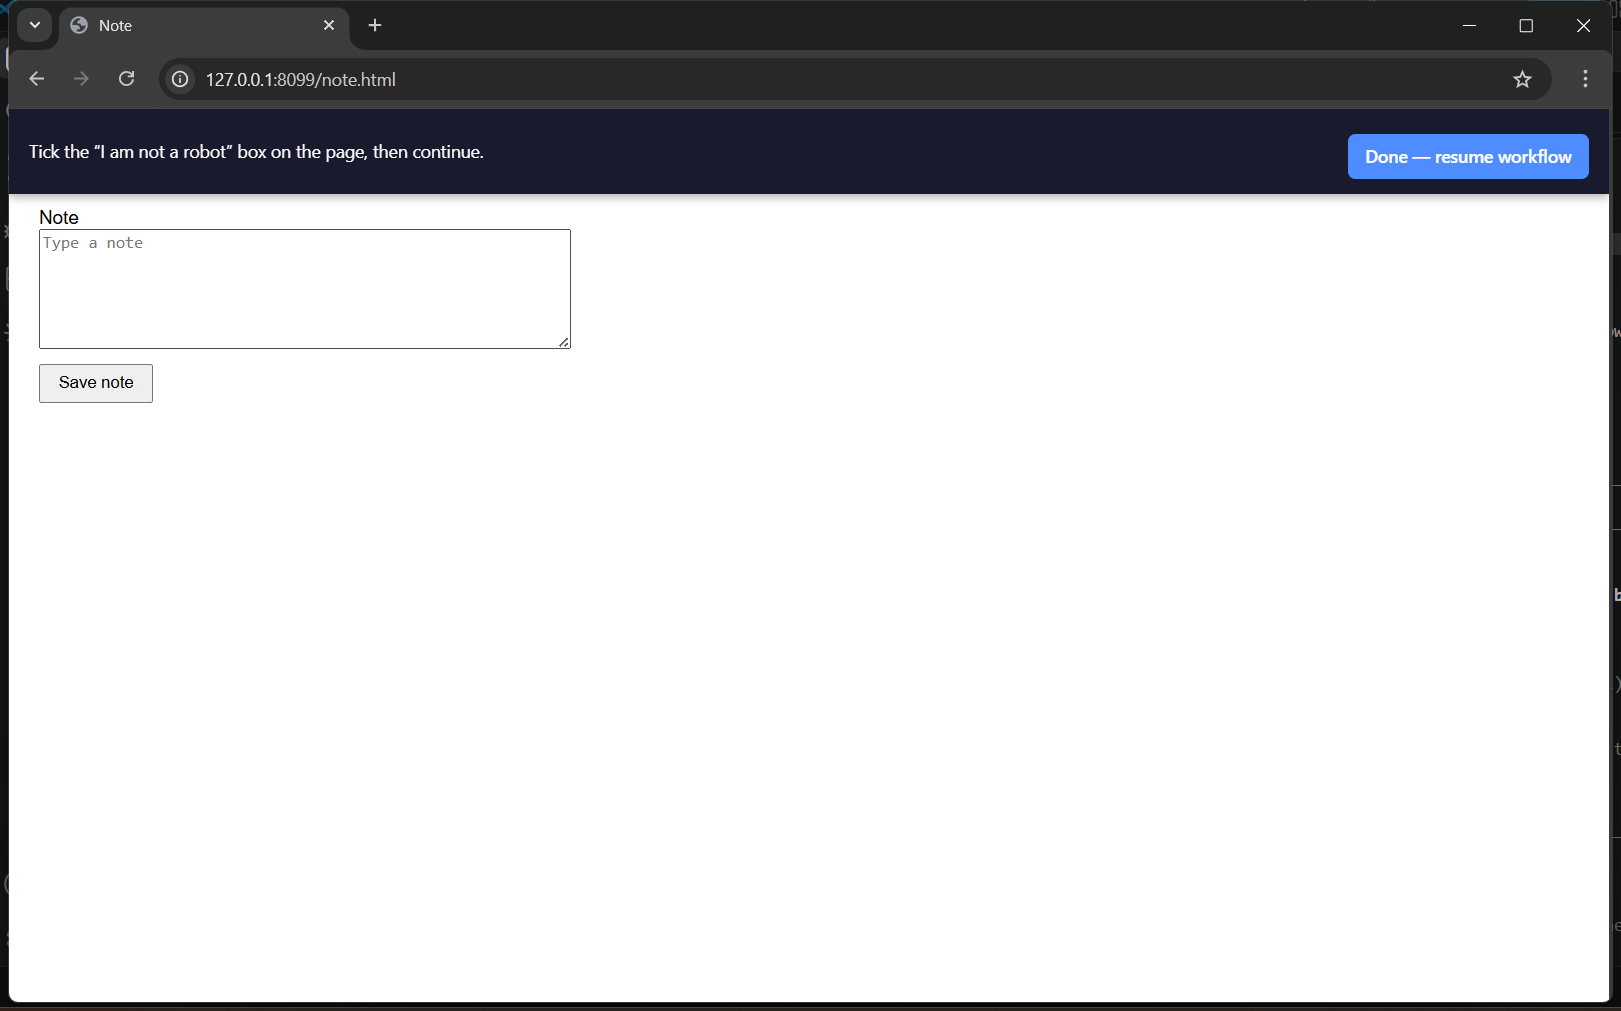 Note
127.0.0.1:8099/note.html
Tick the “I am not a robot” box on the page, then continue.
Done — resume workflow
Note
Type a note
Save note